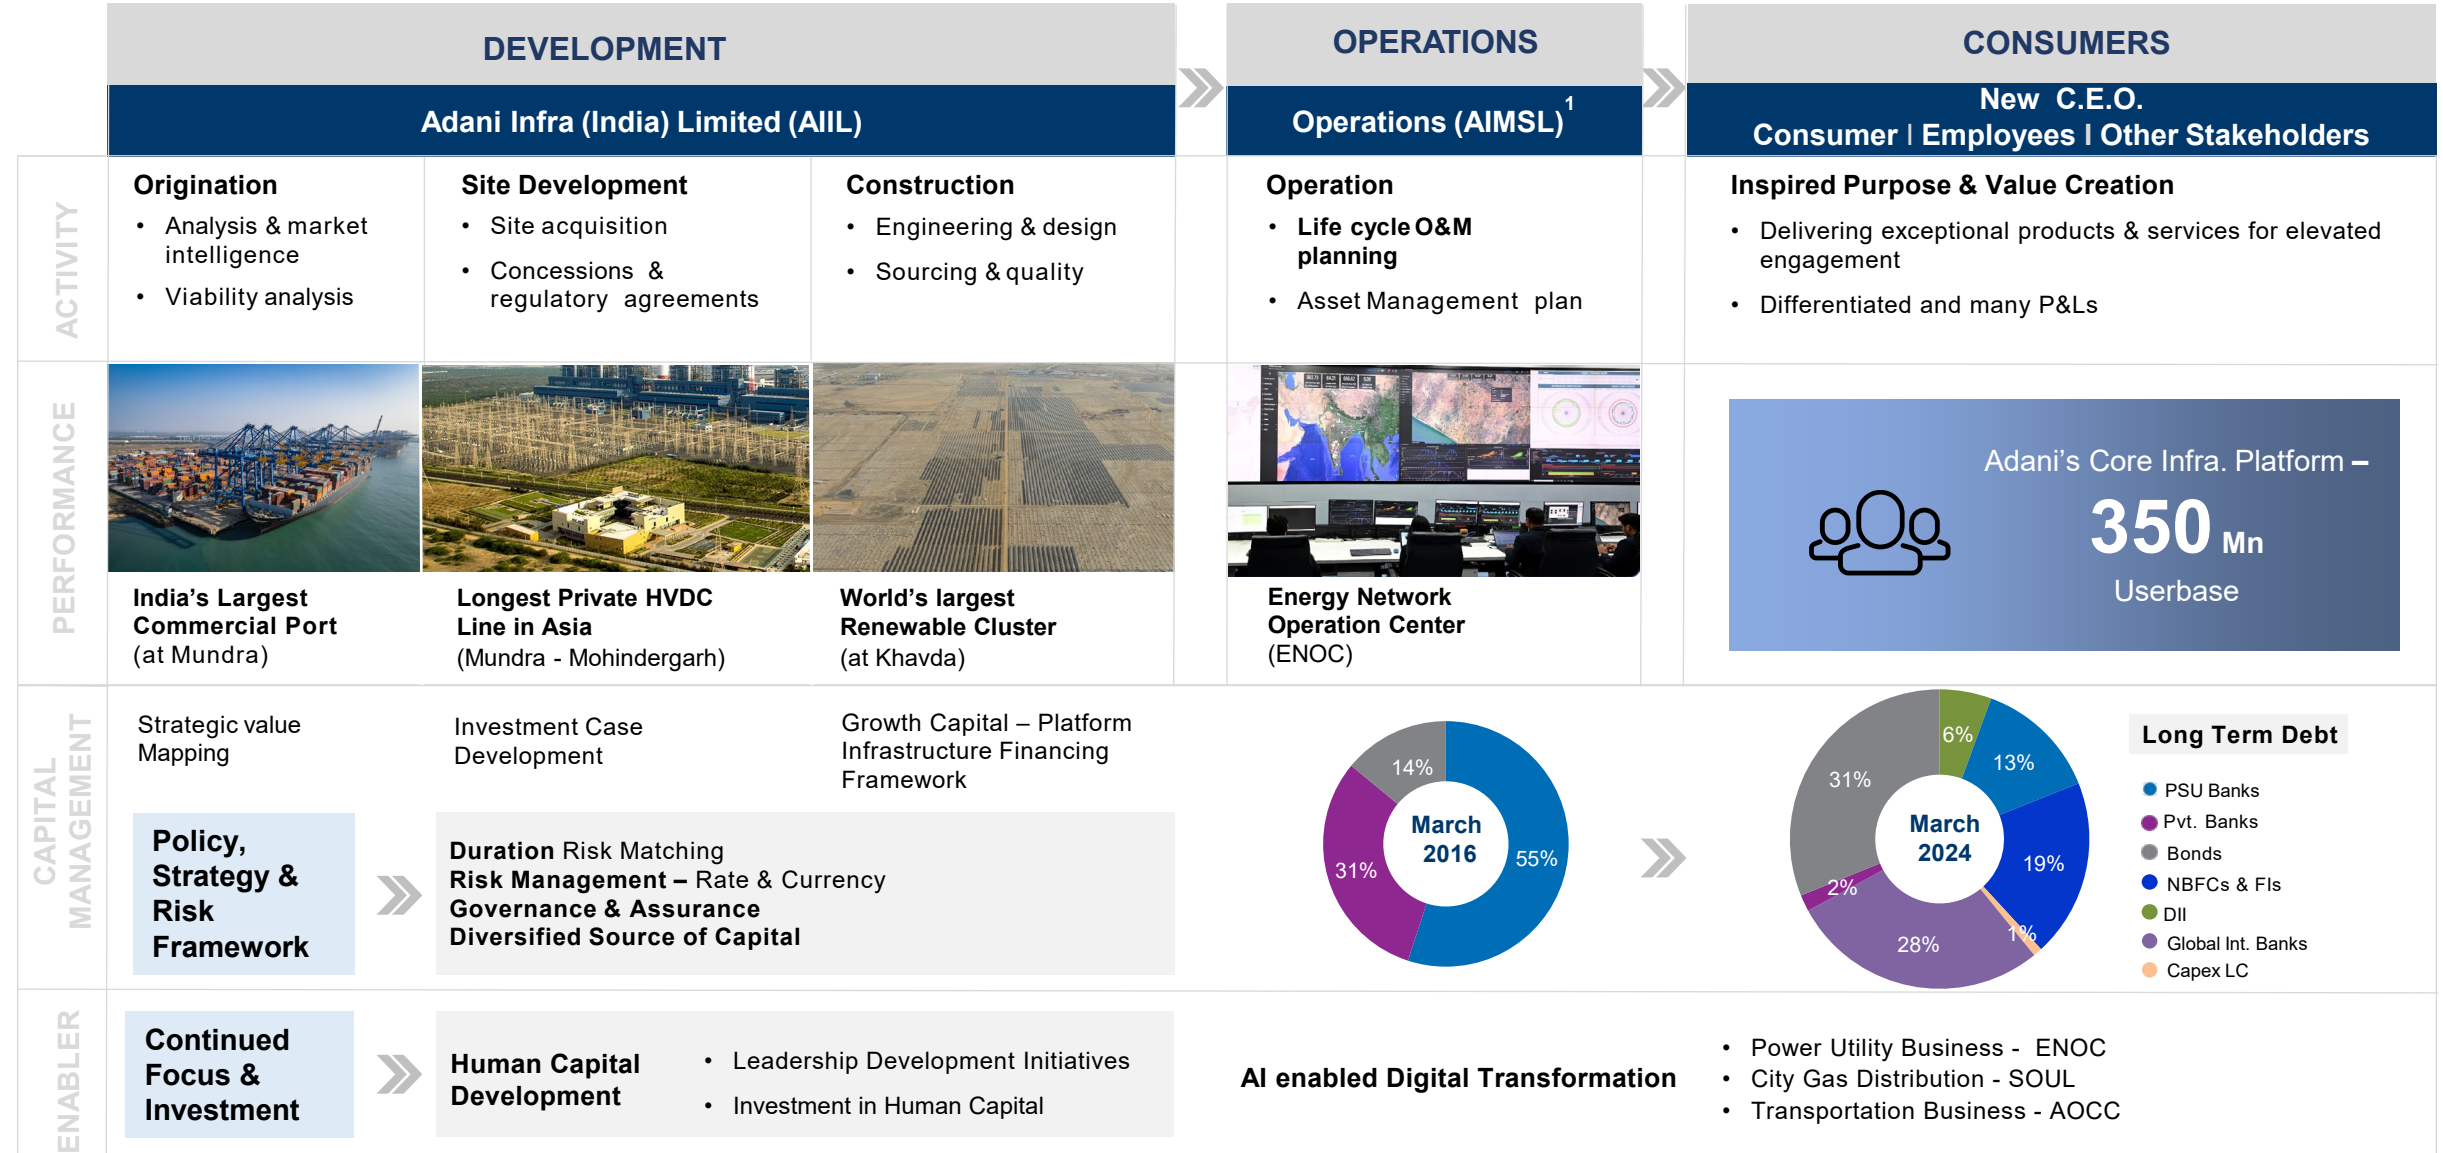 DEVELOPMENT
OPERATIONS
CONSUMERS
Adani Infra (India) Limited (AIIL)
Operations (AIMSL)1
New C.E.O.
Consumer l Employees l Other Stakeholders
ACTIVITY
Origination
• Analysis & market
intelligence
• Viability analysis
Site Development
• Site acquisition
• Concessions &
regulatory agreements
Construction
• Engineering & design
• Sourcing & quality
Operation
• Life cycle O&M
planning
• Asset Management plan
Inspired Purpose & Value Creation
• Delivering exceptional products & services for elevated
engagement
• Differentiated and many P&Ls
PERFORMANCE
India’s Largest
Commercial Port
(at Mundra)
Longest Private HVDC
Line in Asia
(Mundra - Mohindergarh)
World’s largest
Renewable Cluster
(at Khavda)
Energy Network
Operation Center
(ENOC)
Adani’s Core Infra. Platform –
350 Mn
Userbase
CAPITAL
MANAGEMENT
Strategic value
Mapping
Investment Case
Development
Growth Capital – Platform
Infrastructure Financing
Framework
Policy,
Strategy &
Risk
Framework
Duration Risk Matching
Risk Management – Rate & Currency
Governance & Assurance
Diversified Source of Capital
14%
March
2016
55%
31%
6%
13%
31%
March
2024
19%
2%
28%
1%
Long Term Debt
PSU Banks
Pvt. Banks
Bonds
NBFCs & FIs
DII
Global Int. Banks
Capex LC
ENABLER
Continued
Focus &
Investment
Human Capital
Development
• Leadership Development Initiatives
• Investment in Human Capital
AI enabled Digital Transformation
• Power Utility Business - ENOC
• City Gas Distribution - SOUL
• Transportation Business - AOCC